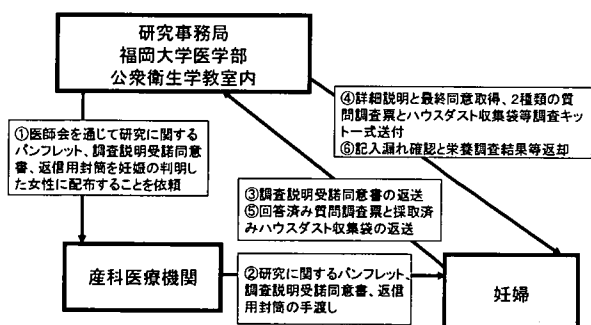 研究事務局
福岡大学医学部
公衆衛生学教室内
④詳細説明と最終同意取得、2種類の質
問調査票とハウスダスト収集袋等調査キッ
ト一式送付
⑥記入漏れ確認と栄養調査結果等返却
①医師会を通じて研究に関する
パンフレット、調査説明受諾同意
書、返信用封筒を妊娠の判明し
た女性に配布することを依頼
③調査説明受諾同意書の返送
⑤回答済み質問調査票と採取済
みハウスダスト収集袋の返送
産科医療機関
②研究に関するパンフレット、
調査説明受諾同意書、返信
用封筒の手渡し
妊婦